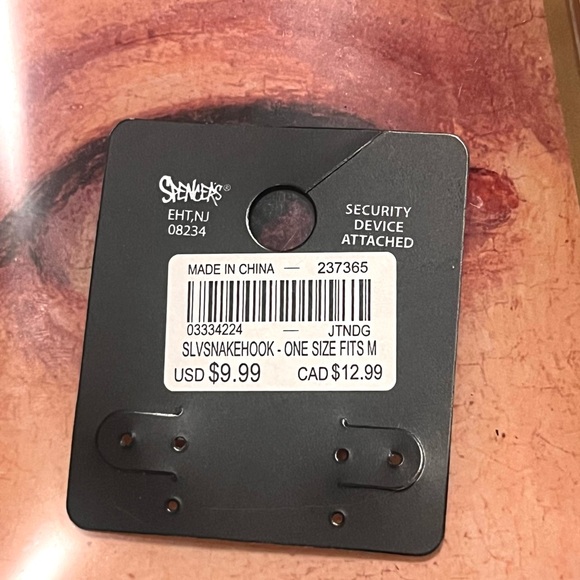 SPENCER'S®
EHT,NJ
08234
SECURITY
DEVICE
ATTACHED
MADE IN CHINA — 237365
03334224 — JTNDG
SLVSNAKEHOOK - ONE SIZE FITS M
USD $9.99 CAD $12.99